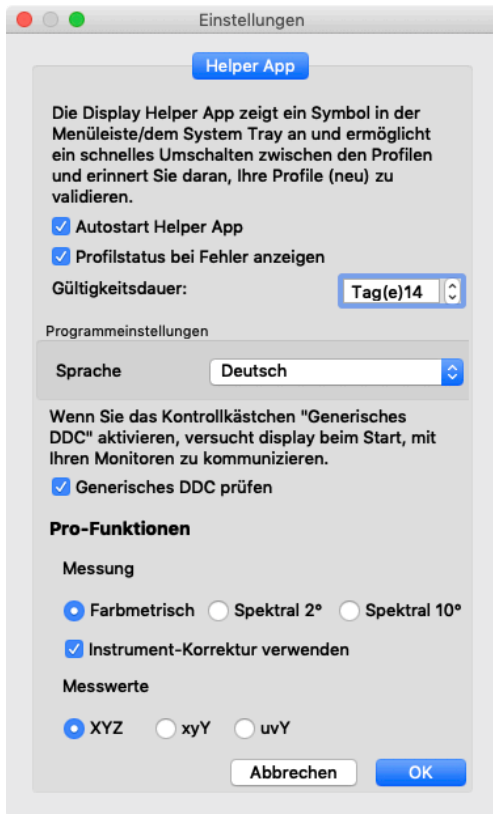 Einstellungen
Helper App
Die Display Helper App zeigt ein Symbol in der
Menüleiste/dem System Tray an und ermöglicht
ein schnelles Umschalten zwischen den Profilen
und erinnert Sie daran, Ihre Profile (neu) zu
validieren.
Autostart Helper App
Profilstatus bei Fehler anzeigen
Gültigkeitsdauer: Tag(e)14
Programmeinstellungen
Sprache Deutsch
Wenn Sie das Kontrollkästchen "Generisches
DDC" aktivieren, versucht display beim Start, mit
Ihren Monitoren zu kommunizieren.
Generisches DDC prüfen
Pro-Funktionen
Messung
Farbmetrisch Spektral 2° Spektral 10°
Instrument-Korrektur verwenden
Messwerte
XYZ xyY uvY
Abbrechen OK